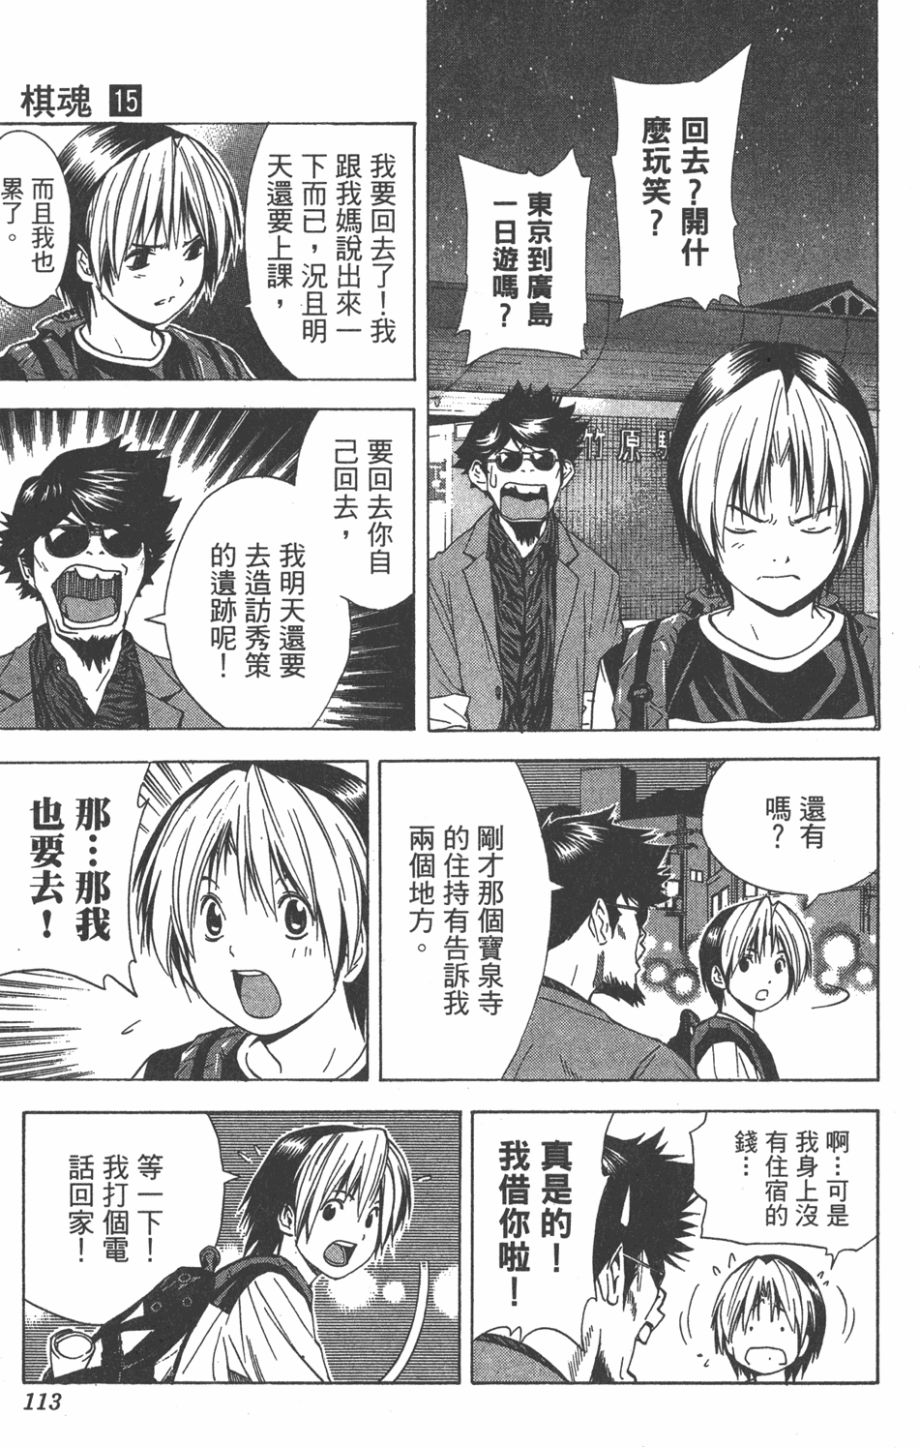 棋魂 15
回去?開什
麼玩笑?
東京到廣島
一日遊嗎?
竹原駅
我要回去了!我
跟我媽說出來一
下而已,況且明
天還要上課,
而且我也
累了。
要回去你自
己回去,
我明天還要
去造訪秀策
的遺跡呢!
還有
嗎?
剛才那個寶泉寺
的住持有告訴我
兩個地方。
那…那我
也要去!
啊…可是
我身上沒
有住宿的
錢…
真是的!
我借你啦!
等一下!
我打個電
話回家!
113